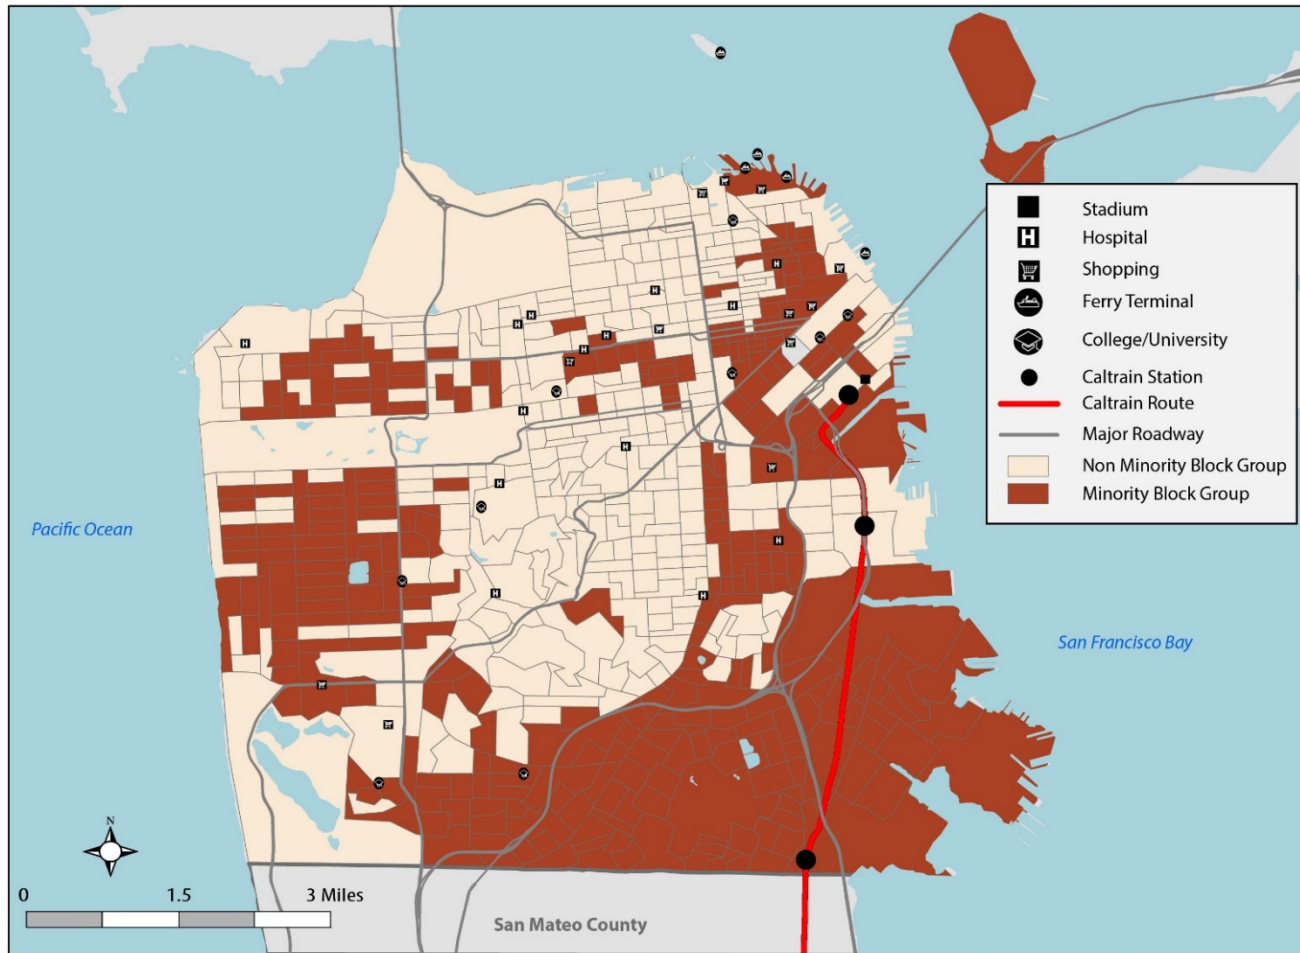 Stadium
Hospital
Shopping
Ferry Terminal
College/University
Caltrain Station
Caltrain Route
Major Roadway
Non Minority Block Group
Minority Block Group
Pacific Ocean
San Francisco Bay
N
0 1.5 3 Miles
San Mateo County